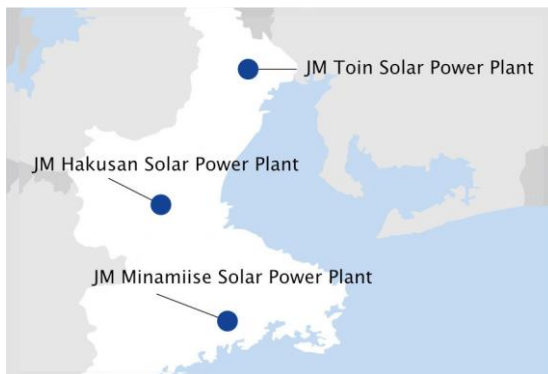 JM Toin Solar Power Plant
JM Hakusan Solar Power Plant
JM Minamiise Solar Power Plant